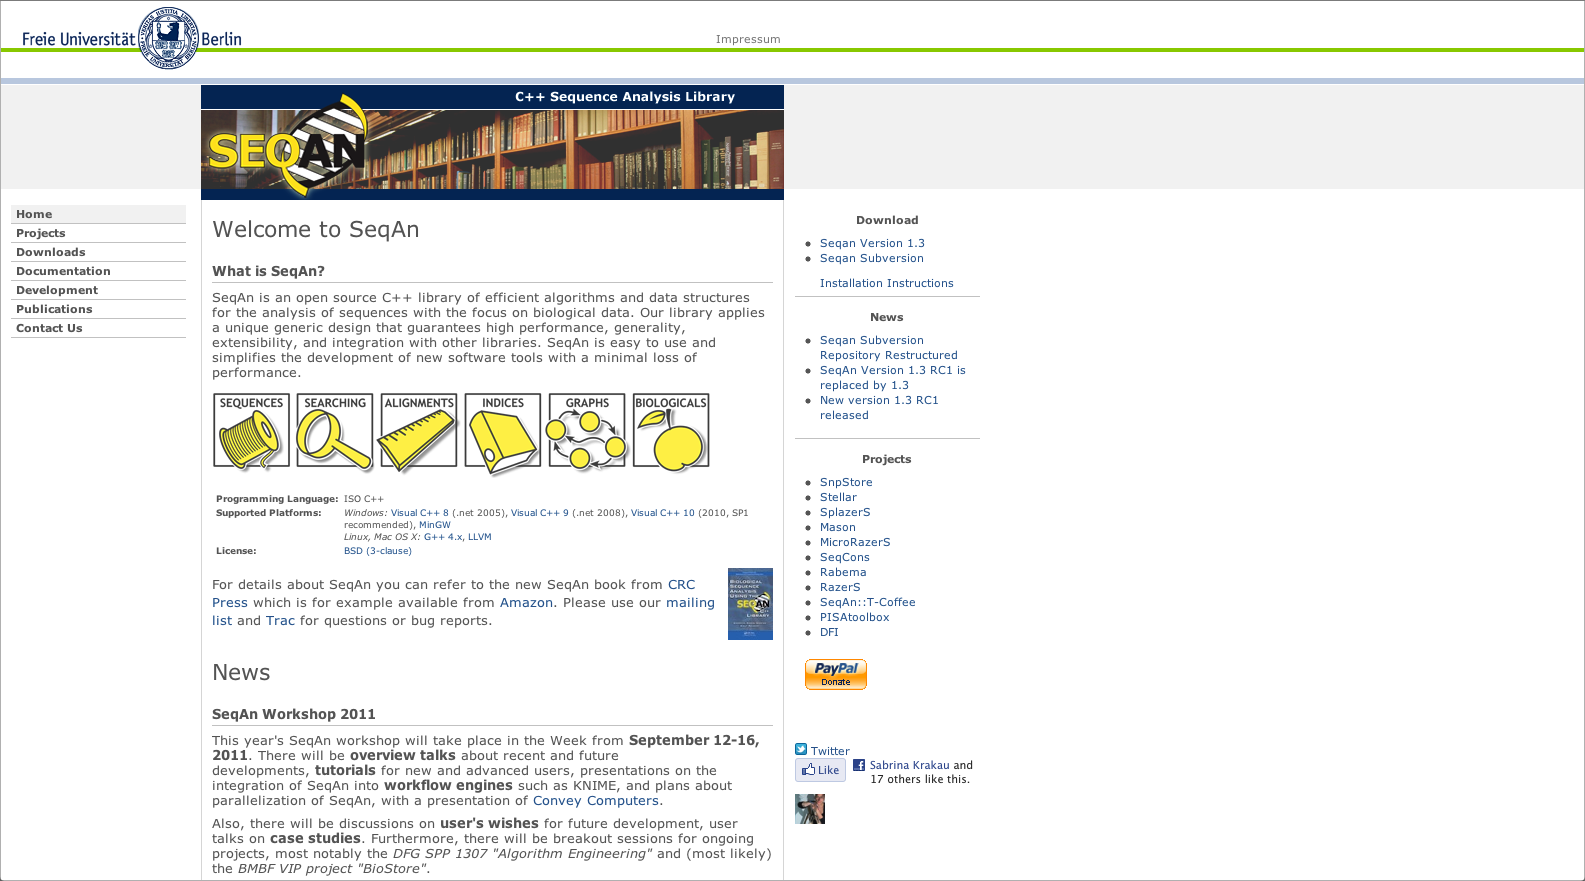 Freie Universität Berlin
Impressum
C++ Sequence Analysis Library
SEQAN
Home
Projects
Downloads
Documentation
Development
Publications
Contact Us
Welcome to SeqAn
What is SeqAn?
SeqAn is an open source C++ library of efficient algorithms and data structures
for the analysis of sequences with the focus on biological data. Our library applies
a unique generic design that guarantees high performance, generality,
extensibility, and integration with other libraries. SeqAn is easy to use and
simplifies the development of new software tools with a minimal loss of
performance.
SEQUENCES SEARCHING ALIGNMENTS INDICES GRAPHS BIOLOGICALS
Programming Language: ISO C++
Supported Platforms: Windows: Visual C++ 8 (.net 2005), Visual C++ 9 (.net 2008), Visual C++ 10 (2010, SP1
recommended), MinGW
Linux, Mac OS X: G++ 4.x, LLVM
License: BSD (3-clause)
For details about SeqAn you can refer to the new SeqAn book from CRC
Press which is for example available from Amazon. Please use our mailing
list and Trac for questions or bug reports.
BIOLOGICAL
SEQUENCE
ANALYSIS
USING THE
SEQAN
LIBRARY
News
SeqAn Workshop 2011
This year's SeqAn workshop will take place in the Week from September 12-16,
2011. There will be overview talks about recent and future
developments, tutorials for new and advanced users, presentations on the
integration of SeqAn into workflow engines such as KNIME, and plans about
parallelization of SeqAn, with a presentation of Convey Computers.
Also, there will be discussions on user's wishes for future development, user
talks on case studies. Furthermore, there will be breakout sessions for ongoing
projects, most notably the DFG SPP 1307 "Algorithm Engineering" and (most likely)
the BMBF VIP project "BioStore".
Download
Seqan Version 1.3
Seqan Subversion
Installation Instructions
News
Seqan Subversion
Repository Restructured
SeqAn Version 1.3 RC1 is
replaced by 1.3
New version 1.3 RC1
released
Projects
SnpStore
Stellar
SplazerS
Mason
MicroRazerS
SeqCons
Rabema
RazerS
SeqAn::T-Coffee
PISAtoolbox
DFI
PayPal
Donate
Twitter
Like Sabrina Krakau and
17 others like this.